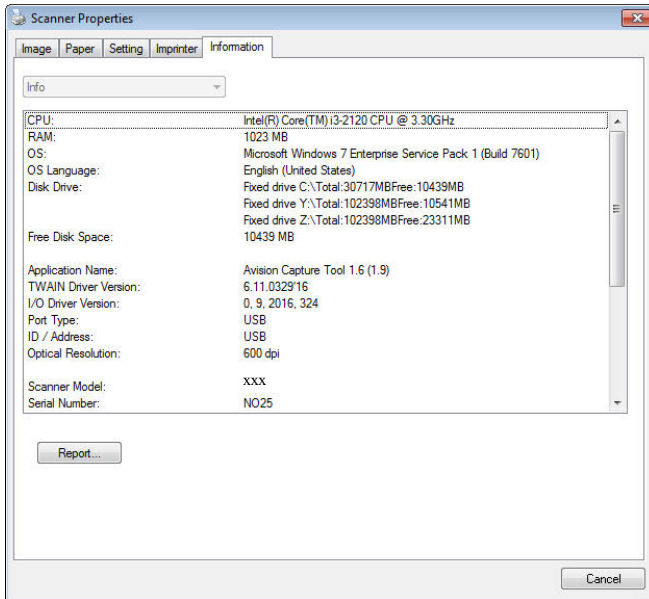 Scanner Properties
Image Paper Setting Imprinter Information
Info
CPU: Intel(R) Core(TM) i3-2120 CPU @ 3.30GHz
RAM: 1023 MB
OS: Microsoft Windows 7 Enterprise Service Pack 1 (Build 7601)
OS Language: English (United States)
Disk Drive: Fixed drive C:\Total:30717MBFree:10439MB
Fixed drive Y:\Total:102398MBFree:10541MB
Fixed drive Z:\Total:102398MBFree:23311MB
Free Disk Space: 10439 MB
Application Name: Avision Capture Tool 1.6 (1.9)
TWAIN Driver Version: 6.11.0329'16
I/O Driver Version: 0, 9, 2016, 324
Port Type: USB
ID / Address: USB
Optical Resolution: 600 dpi
Scanner Model: xxx
Serial Number: NO25
Report...
Cancel